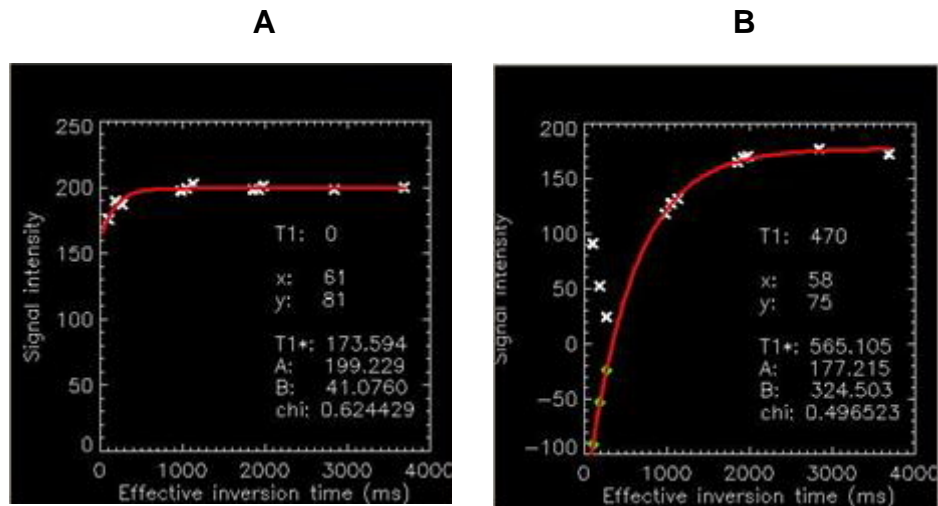 A
B
250
200
150
100
50
0
Signal intensity
T1: 0
x: 61
y: 81
T1*: 173.594
A: 199.229
B: 41.0760
chi: 0.624429
0 1000 2000 3000 4000
Effective inversion time (ms)
200
150
100
50
0
−50
−100
Signal intensity
T1: 470
x: 58
y: 75
T1*: 565.105
A: 177.215
B: 324.503
chi: 0.496523
0 1000 2000 3000 4000
Effective inversion time (ms)